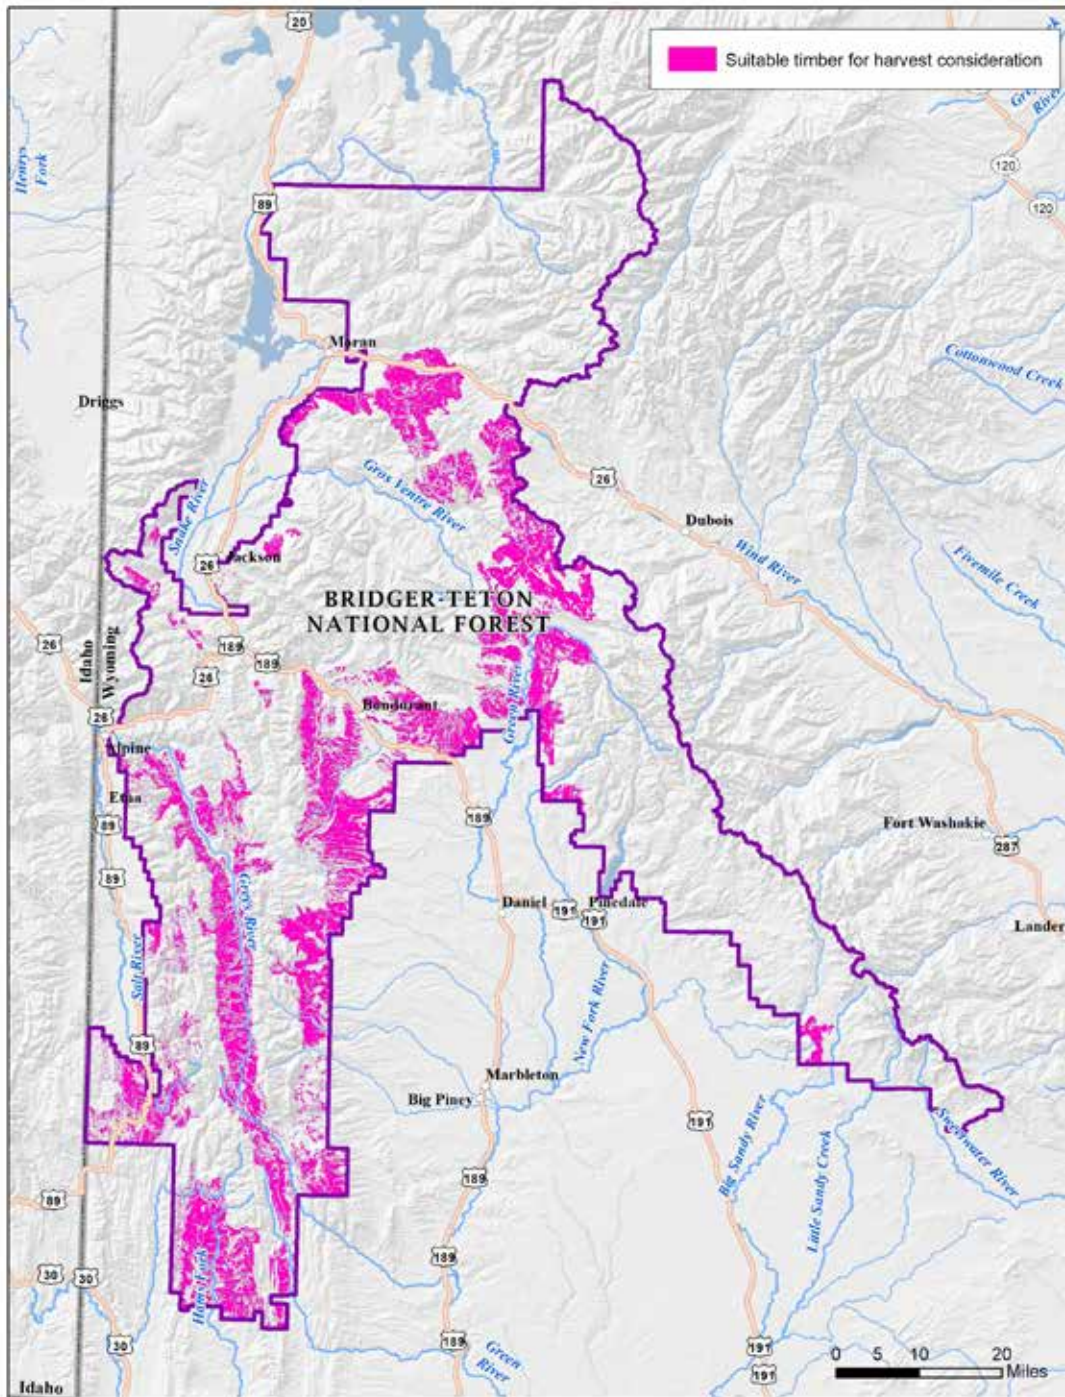 20
Suitable timber for harvest consideration
Henrys
Fork
River
120
120
89
Moran
Cottonwood Creek
Driggs
Gros Ventre River
26
Snake River
Dubois
Wind River
Fivemile Creek
26
Jackson
BRIDGER-TETON
NATIONAL FOREST
26
Idaho
Wyoming
189
189
26
Green River
Bondurant
26
Alpine
Etna
89
189
Fort Washakie
287
89
Daniel
191
Pinedale
191
Lander
Grey River
Salt River
New Fork River
89
Marbleton
Big Piney
191
Big Sandy River
Little Sandy Creek
Sweetwater River
189
89
189
30
30
Hams Fork
30
189
Green
River
191
191
0 5 10 20
Miles
Idaho